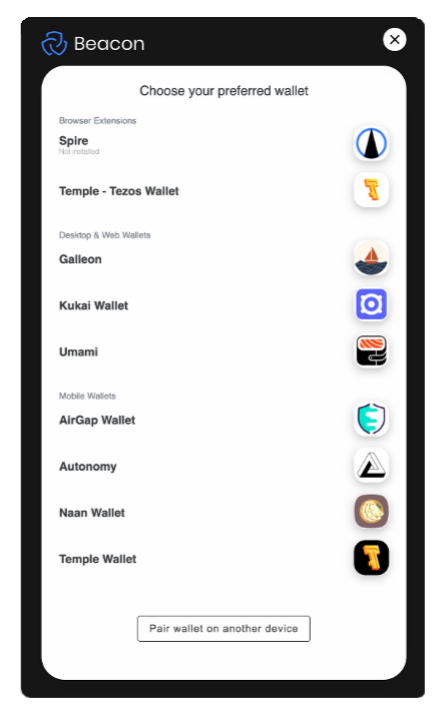 Beacon
Choose your preferred wallet
Browser Extensions
Spire
Not installed
Temple - Tezos Wallet
Desktop & Web Wallets
Galleon
Kukai Wallet
Umami
Mobile Wallets
AirGap Wallet
Autonomy
Naan Wallet
Temple Wallet
Pair wallet on another device